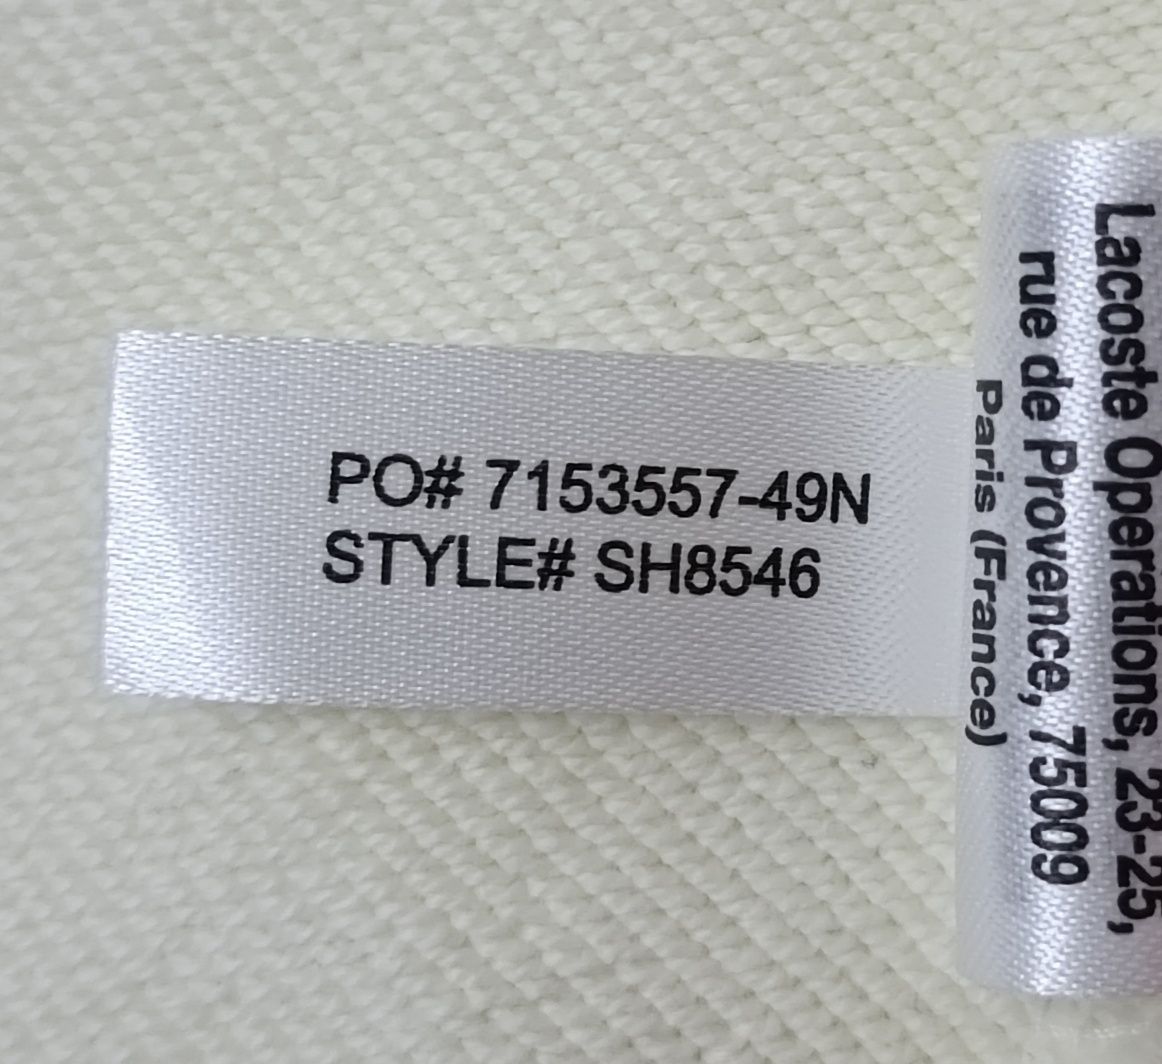 PO# 7153557-49N
STYLE# SH8546
Lacoste Operations, 23-25,
rue de Provence, 75009
Paris (France)